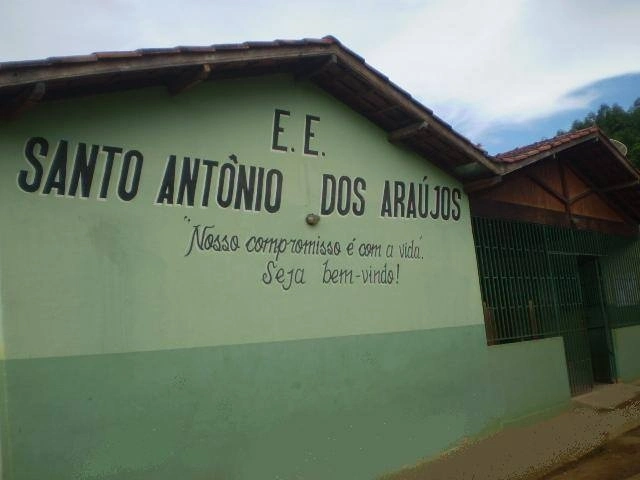 E.E.
SANTO ANTÔNIO DOS ARAÚJOS
"Nosso compromisso é com a vida".
Seja bem-vindo!